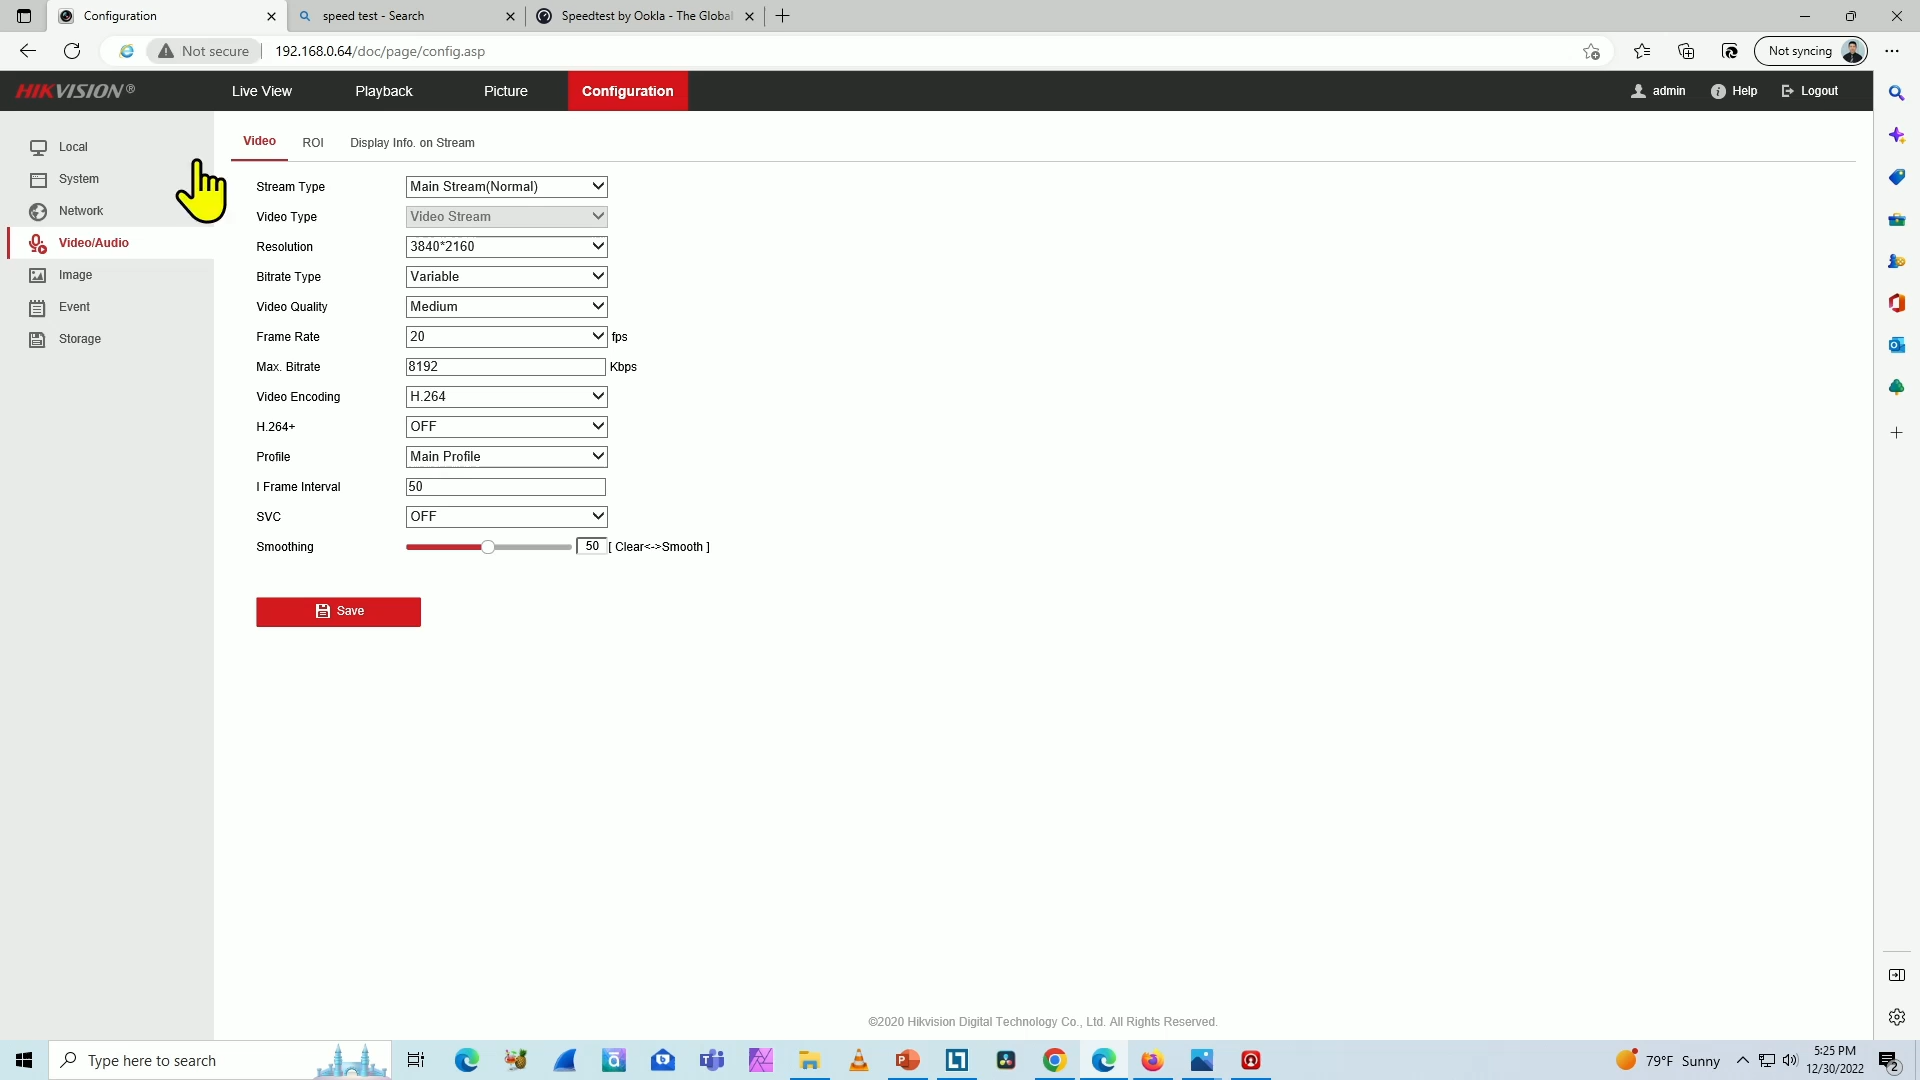 Configuration
speed test - Search
Speedtest by Ookla - The Global
Not secure
192.168.0.64/doc/page/config.asp
Not syncing
HIKVISION®
Live View
Playback
Picture
Configuration
admin
Help
Logout
Local
System
Network
Video/Audio
Image
Event
Storage
Video
ROI
Display Info. on Stream
Stream Type
Main Stream(Normal)
Video Type
Video Stream
Resolution
3840*2160
Bitrate Type
Variable
Video Quality
Medium
Frame Rate
20
fps
Max. Bitrate
8192
Kbps
Video Encoding
H.264
H.264+
OFF
Profile
Main Profile
I Frame Interval
50
SVC
OFF
Smoothing
50
[ Clear<->Smooth ]
Save
©2020 Hikvision Digital Technology Co., Ltd. All Rights Reserved.
Type here to search
79°F Sunny
5:25 PM
12/30/2022
2